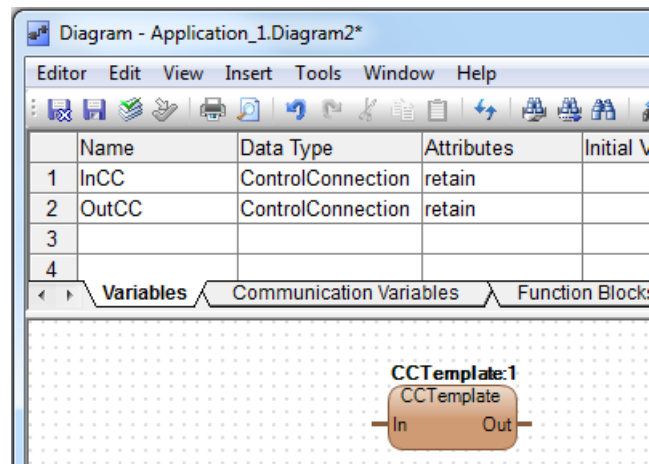 Diagram - Application_1.Diagram2*
Editor Edit View Insert Tools Window Help
Name Data Type Attributes Initial V
1 InCC ControlConnection retain
2 OutCC ControlConnection retain
3
4
Variables Communication Variables Function Blocks
CCTemplate:1
CCTemplate
In Out